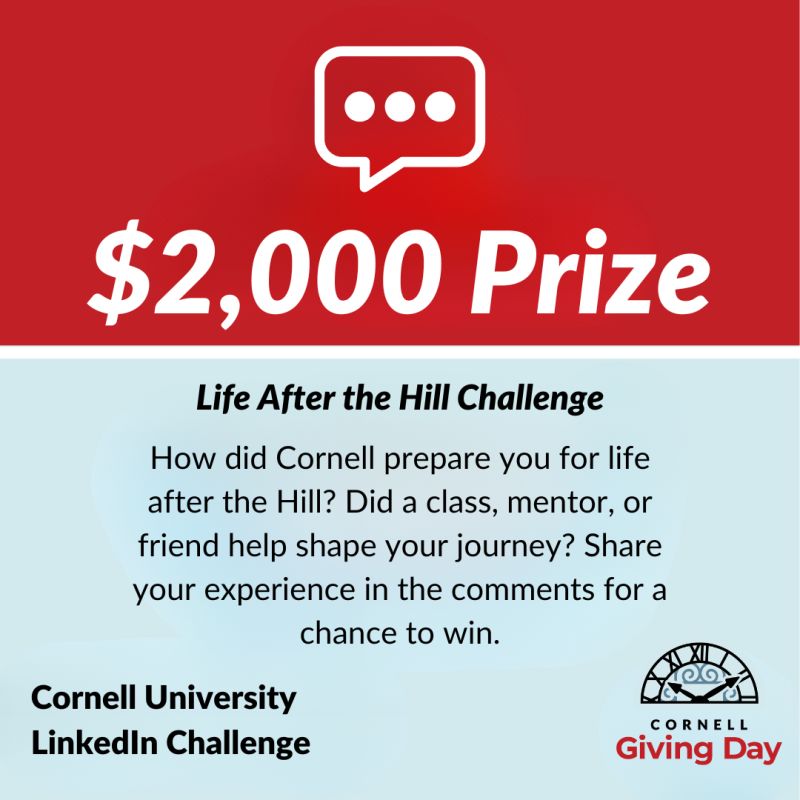 $2,000 Prize
Life After the Hill Challenge
How did Cornell prepare you for life
after the Hill? Did a class, mentor, or
friend help shape your journey? Share
your experience in the comments for a
chance to win.
Cornell University
LinkedIn Challenge
CORNELL
Giving Day